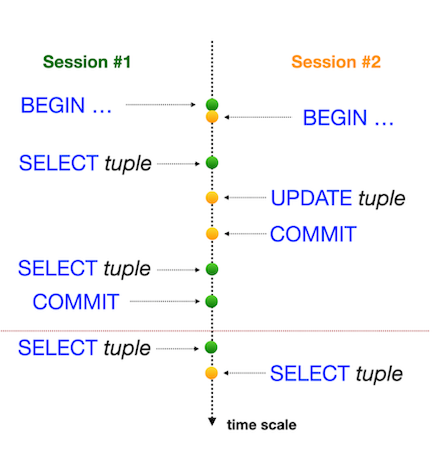 Session #1
Session #2
BEGIN …
BEGIN …
SELECT tuple
UPDATE tuple
COMMIT
SELECT tuple
COMMIT
SELECT tuple
SELECT tuple
time scale